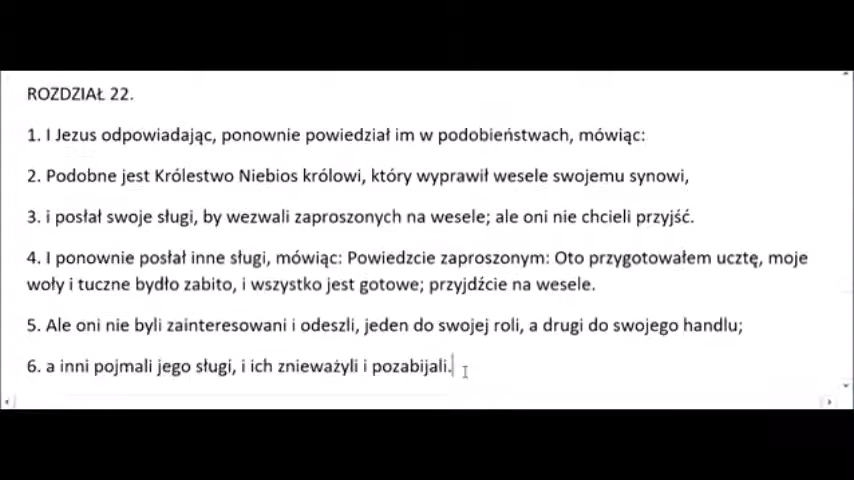 ROZDZIAŁ 22.
1. I Jezus odpowiadając, ponownie powiedział im w podobieństwach, mówiąc:
2. Podobne jest Królestwo Niebios królowi, który wyprawił wesele swojemu synowi,
3. i posłał swoje sługi, by wezwali zaproszonych na wesele; ale oni nie chcieli przyjść.
4. I ponownie posłał inne sługi, mówiąc: Powiedzcie zaproszonym: Oto przygotowałem ucztę, moje
woły i tuczne bydło zabito, i wszystko jest gotowe; przyjdźcie na wesele.
5. Ale oni nie byli zainteresowani i odeszli, jeden do swojej roli, a drugi do swojego handlu;
6. a inni pojmali jego sługi, i ich znieważyli i pozabijali.